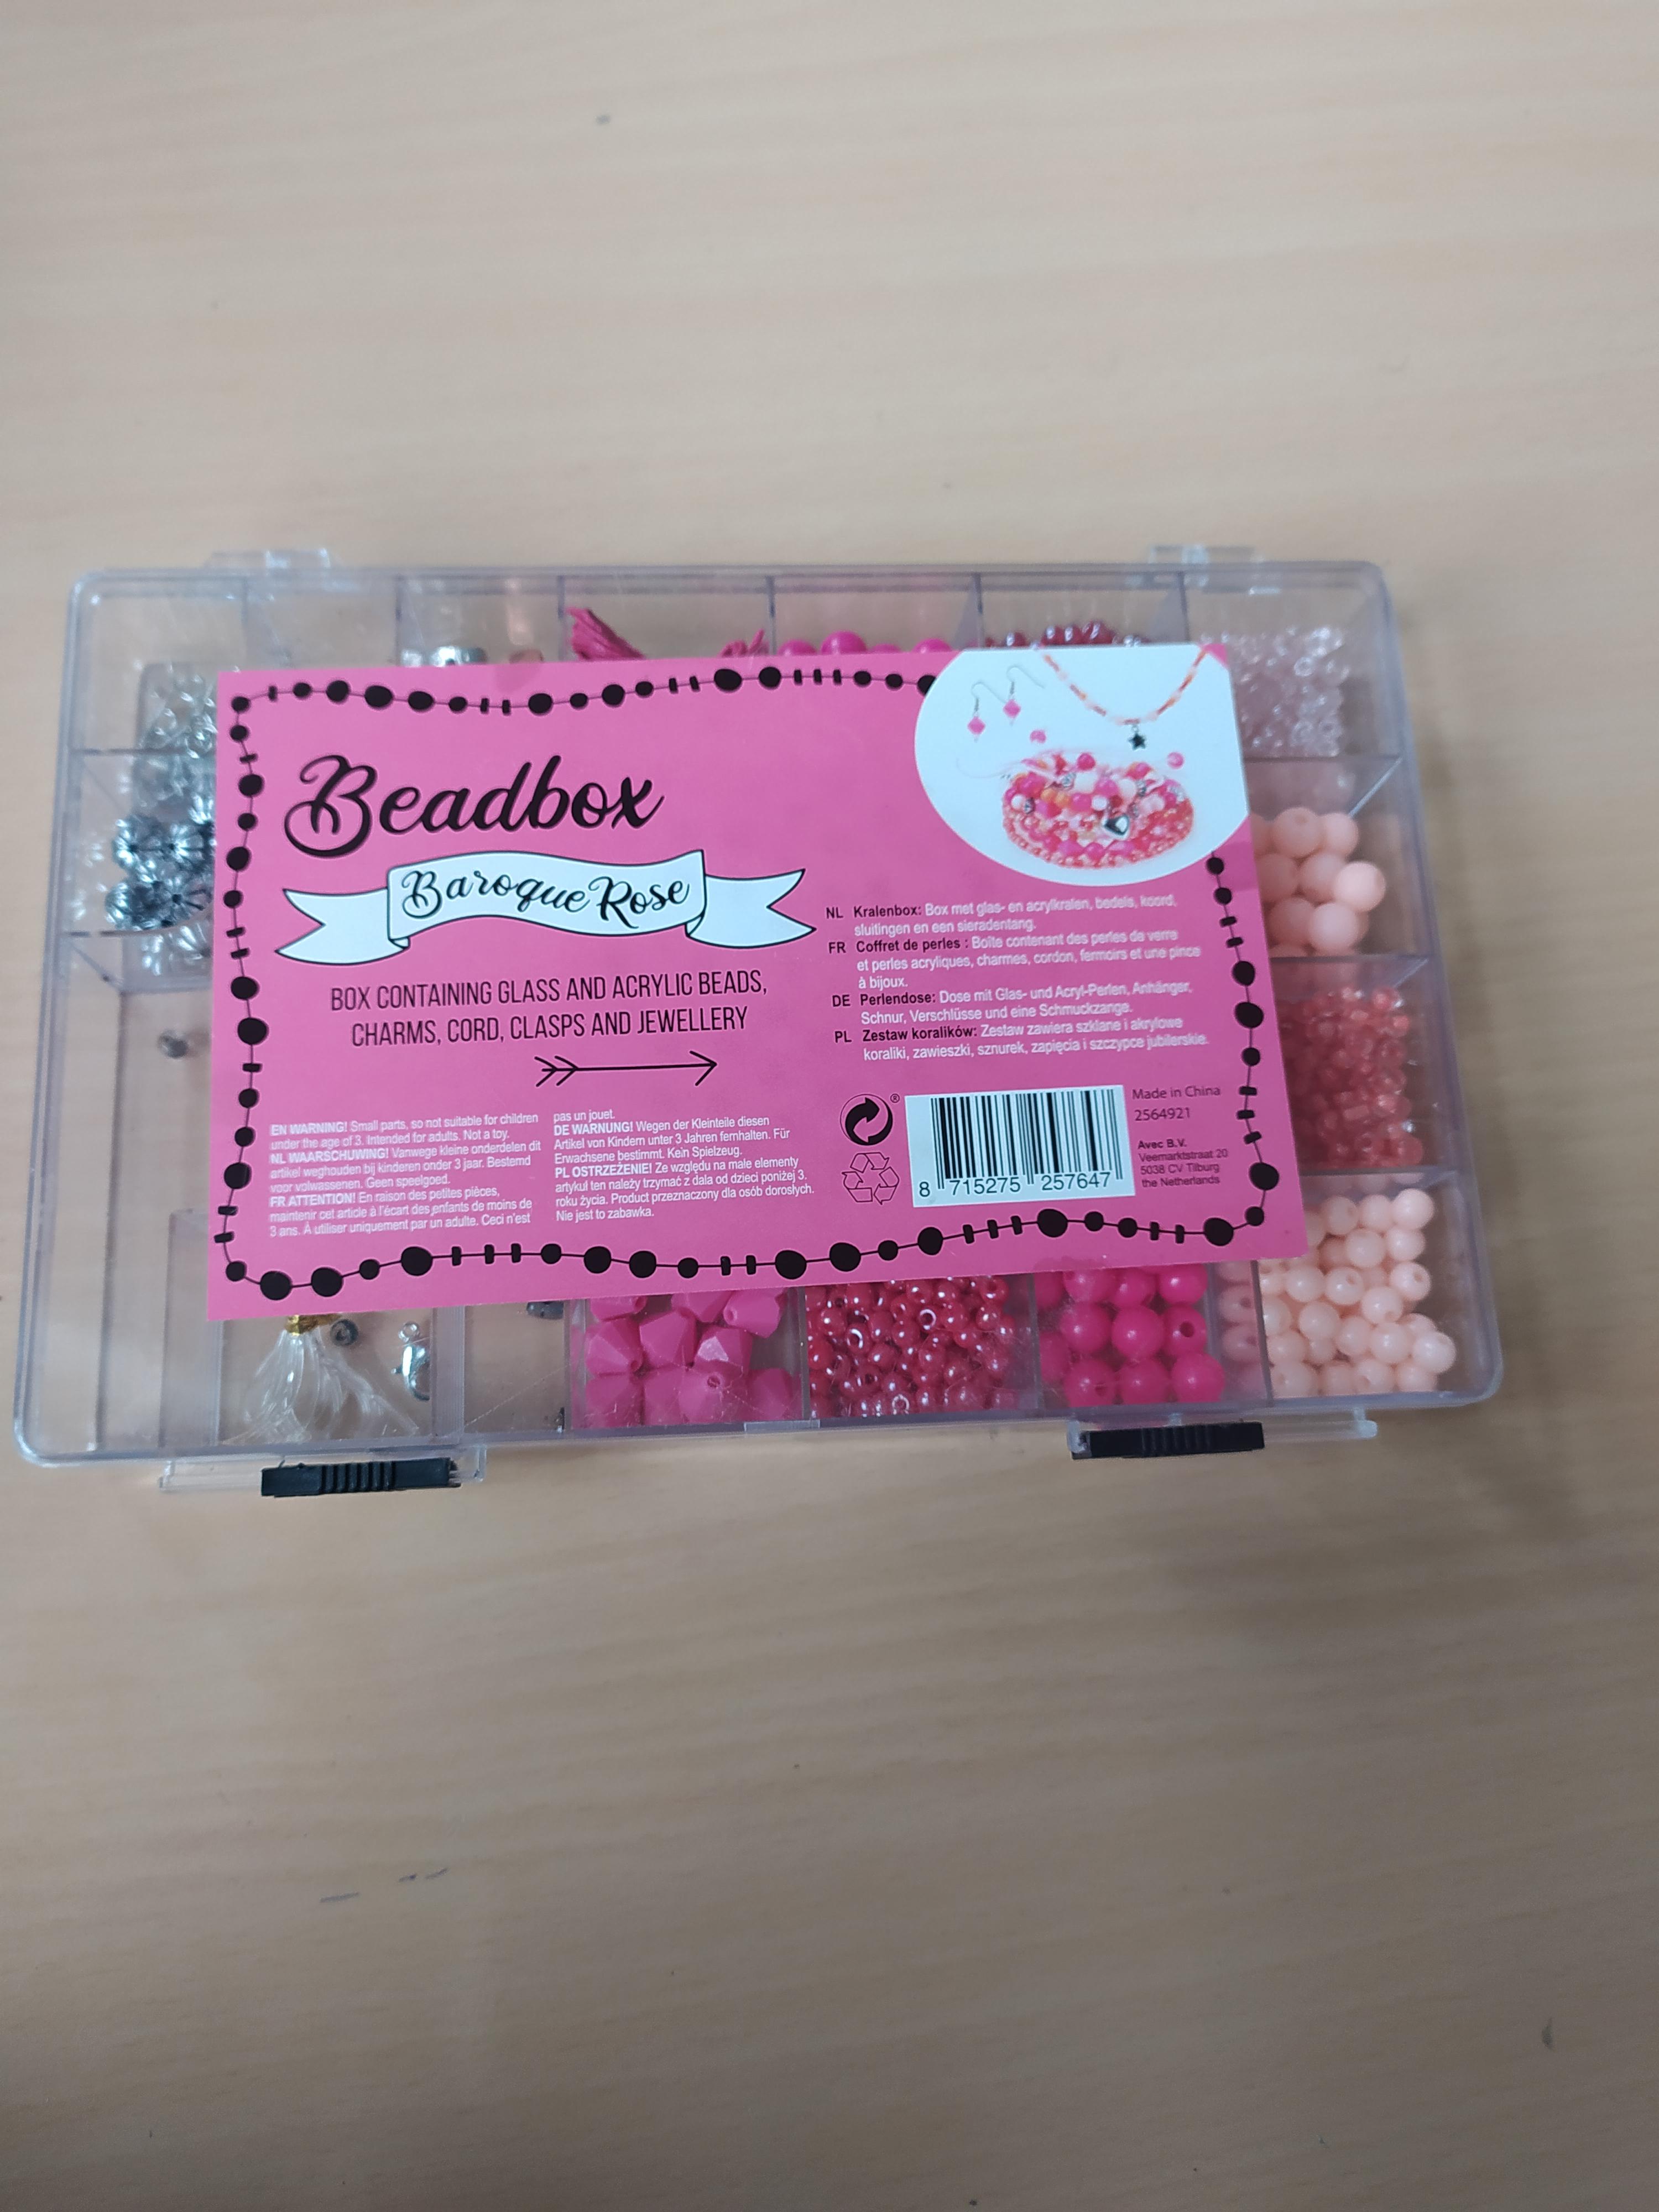 Beadbox
Baroque Rose
BOX CONTAINING GLASS AND ACRYLIC BEADS,
CHARMS, CORD, CLASPS AND JEWELLERY
NL Kralenbox: Box met glas- en acrylkralen, bedels, koord,
sluitingen en een sieradentang.
FR Coffret de perles : Boîte contenant des perles de verre
et perles acryliques, charmes, cordon, fermoirs et une pince
à bijoux.
DE Perlendose: Dose mit Glas- und Acryl-Perlen, Anhänger,
Schnur, Verschlüsse und eine Schmuckzange.
PL Zestaw koralików: Zestaw zawiera szklane i akrylowe
koraliki, zawieszki, sznurek, zapięcia i szczypce jubilerskie.
EN WARNING! Small parts, so not suitable for children
under the age of 3. Intended for adults. Not a toy.
NL WAARSCHUWING! Vanwege kleine onderdelen dit
artikel weghouden bij kinderen onder 3 jaar. Bestemd
voor volwassenen. Geen speelgoed.
FR ATTENTION! En raison des petites pièces,
maintenir cet article à l'écart des enfants de moins de
3 ans. À utiliser uniquement par un adulte. Ceci n'est
pas un jouet.
DE WARNUNG! Wegen der Kleinteile diesen
Artikel von Kindern unter 3 Jahren fernhalten. Für
Erwachsene bestimmt. Kein Spielzeug.
PL OSTRZEŻENIE! Ze względu na małe elementy
artykuł ten należy trzymać z dala od dzieci poniżej 3.
roku życia. Product przeznaczony dla osób dorosłych.
Nie jest to zabawka.
®
8 715275 257647
Made in China
2564921
Avec B.V.
Veemarktstraat 20
5038 CV Tilburg
the Netherlands